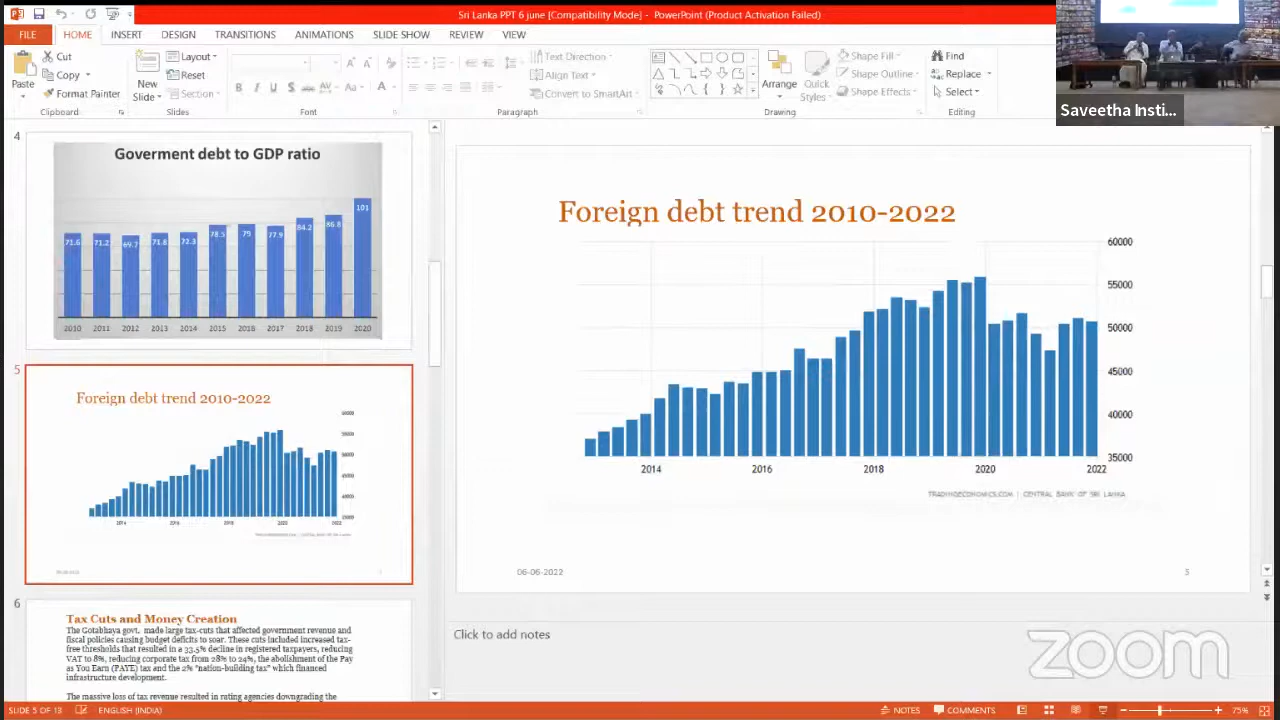 Sri Lanka PPT 6 june [Compatibility Mode] - PowerPoint (Product Activation Failed)
FILE HOME INSERT DESIGN TRANSITIONS ANIMATIONS SLIDE SHOW REVIEW VIEW
Paste
Cut
Copy
Format Painter
Clipboard
New
Slide
Layout
Reset
Section
Slides
Font
Text Direction
Align Text
Convert to SmartArt
Paragraph
Arrange
Quick
Styles
Shape Fill
Shape Outline
Shape Effects
Drawing
Find
Replace
Select
Editing
Saveetha Insti...
4
Goverment debt to GDP ratio
71.6 71.2 69.7 71.8 72.3 78.5 79 77.9 84.2 86.8 101
2010 2011 2012 2013 2014 2015 2016 2017 2018 2019 2020
5
Foreign debt trend 2010-2022
6
Tax Cuts and Money Creation
The Gotabhaya govt. made large tax-cuts that affected government revenue and
fiscal policies causing budget deficits to soar. These cuts included increased tax-
free thresholds that resulted in a 33.5% decline in registered taxpayers, reducing
VAT to 8%, reducing corporate tax from 28% to 24%, the abolishment of the Pay
as You Earn (PAYE) tax and the 2% "nation-building tax" which financed
infrastructure development.
The massive loss of tax revenue resulted in rating agencies downgrading the
Foreign debt trend 2010-2022
60000
55000
50000
45000
40000
35000
2014 2016 2018 2020 2022
TRADINGECONOMICS.COM | CENTRAL BANK OF SRI LANKA
06-06-2022
5
Click to add notes
zoom
SLIDE 5 OF 13 ENGLISH (INDIA) NOTES COMMENTS 75%